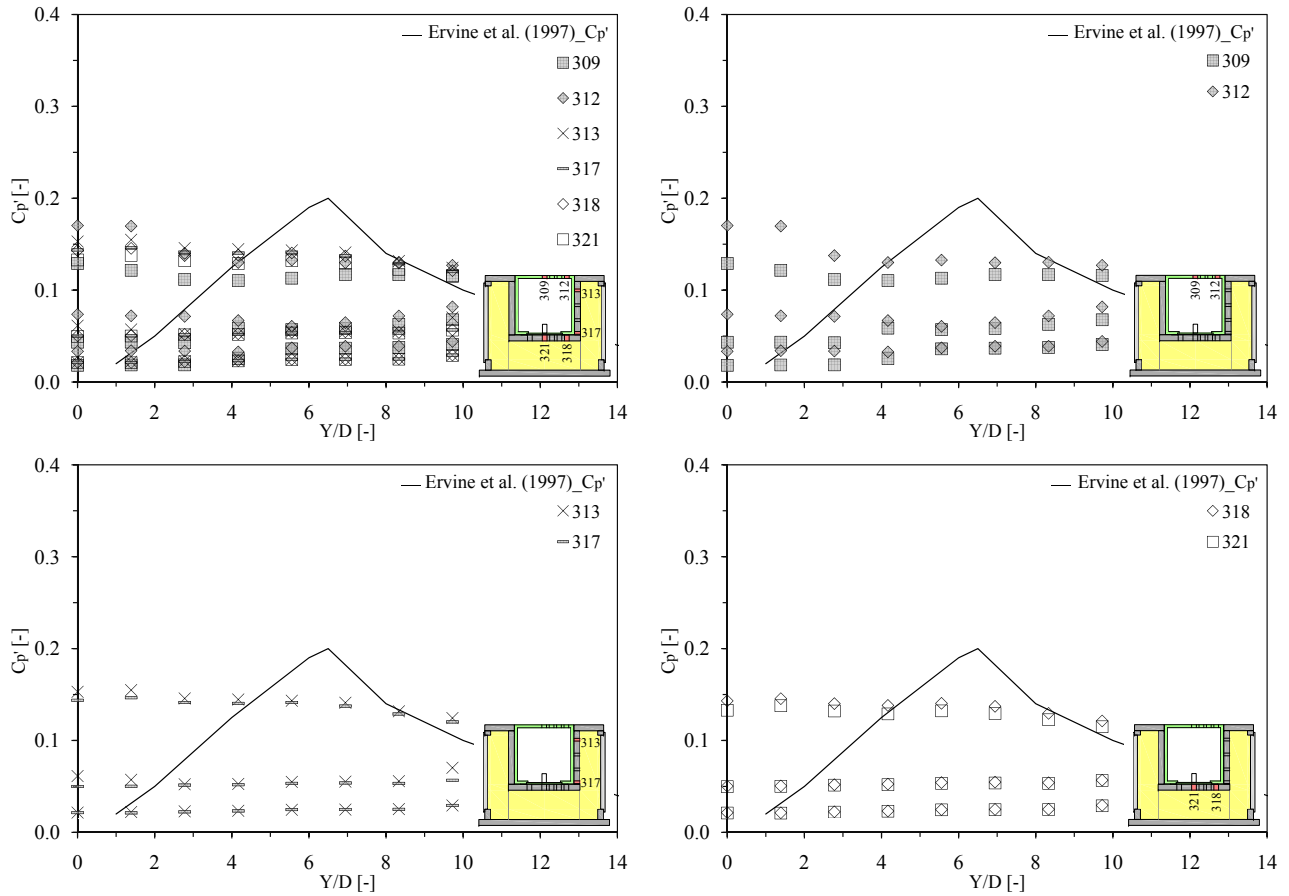 0.4
0.3
0.2
0.1
0.0
Cp' [-]
Ervine et al. (1997)_Cp'
309
312
313
317
318
321
309
312
313
317
321
318
0 2 4 6 8 10 12 14
Y/D [-]
0.4
0.3
0.2
0.1
0.0
Cp' [-]
Ervine et al. (1997)_Cp'
309
312
309
312
0 2 4 6 8 10 12 14
Y/D [-]
0.4
0.3
0.2
0.1
0.0
Cp' [-]
Ervine et al. (1997)_Cp'
313
317
313
317
0 2 4 6 8 10 12 14
Y/D [-]
0.4
0.3
0.2
0.1
0.0
Cp' [-]
Ervine et al. (1997)_Cp'
318
321
321
318
0 2 4 6 8 10 12 14
Y/D [-]